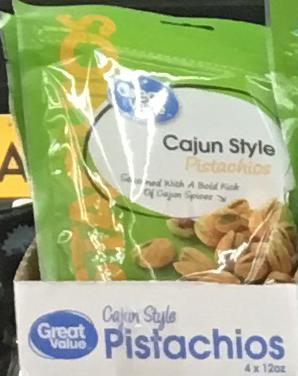 Cajun Style
Pistachios
Seasoned With A Bold Kick
Of Cajun Spices
Cajun Style
Great
Value
Pistachios
4 x 12oz